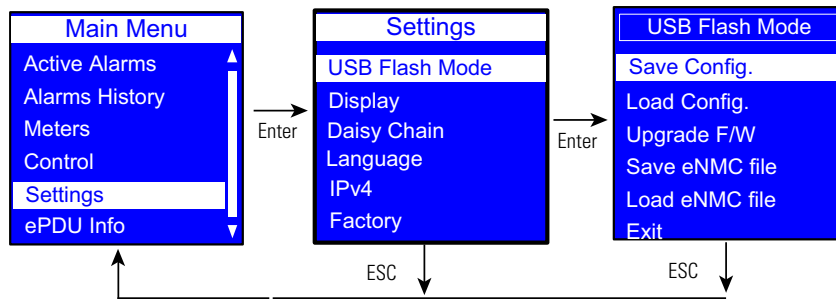 Main Menu
Active Alarms
Alarms History
Meters
Control
Settings
ePDU Info
Enter
Settings
USB Flash Mode
Display
Daisy Chain
Language
IPv4
Factory
Enter
USB Flash Mode
Save Config.
Load Config.
Upgrade F/W
Save eNMC file
Load eNMC file
Exit
ESC
ESC